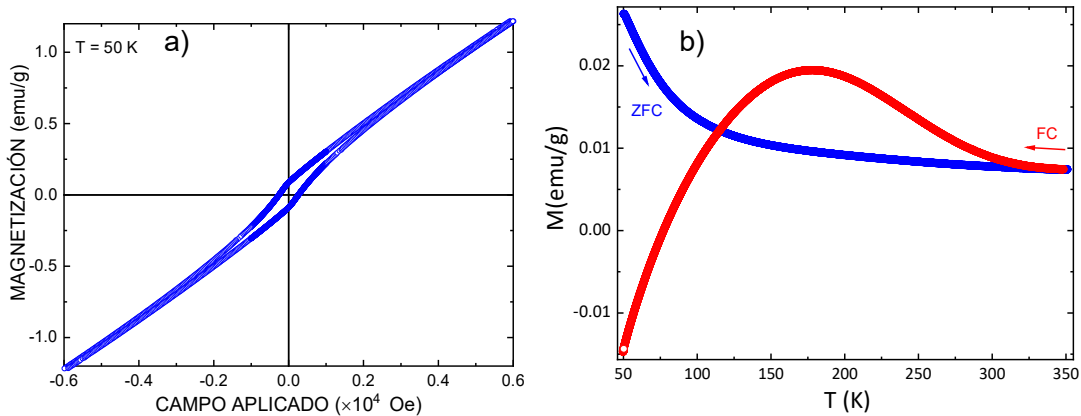 a)
T = 50 K
MAGNETIZACIÓN (emu/g)
1.0
0.5
0.0
-0.5
-1.0
-0.6 -0.4 -0.2 0.0 0.2 0.4 0.6
CAMPO APLICADO (×10⁴ Oe)
b)
ZFC
FC
M(emu/g)
0.02
0.01
0.00
-0.01
50 100 150 200 250 300 350
T (K)